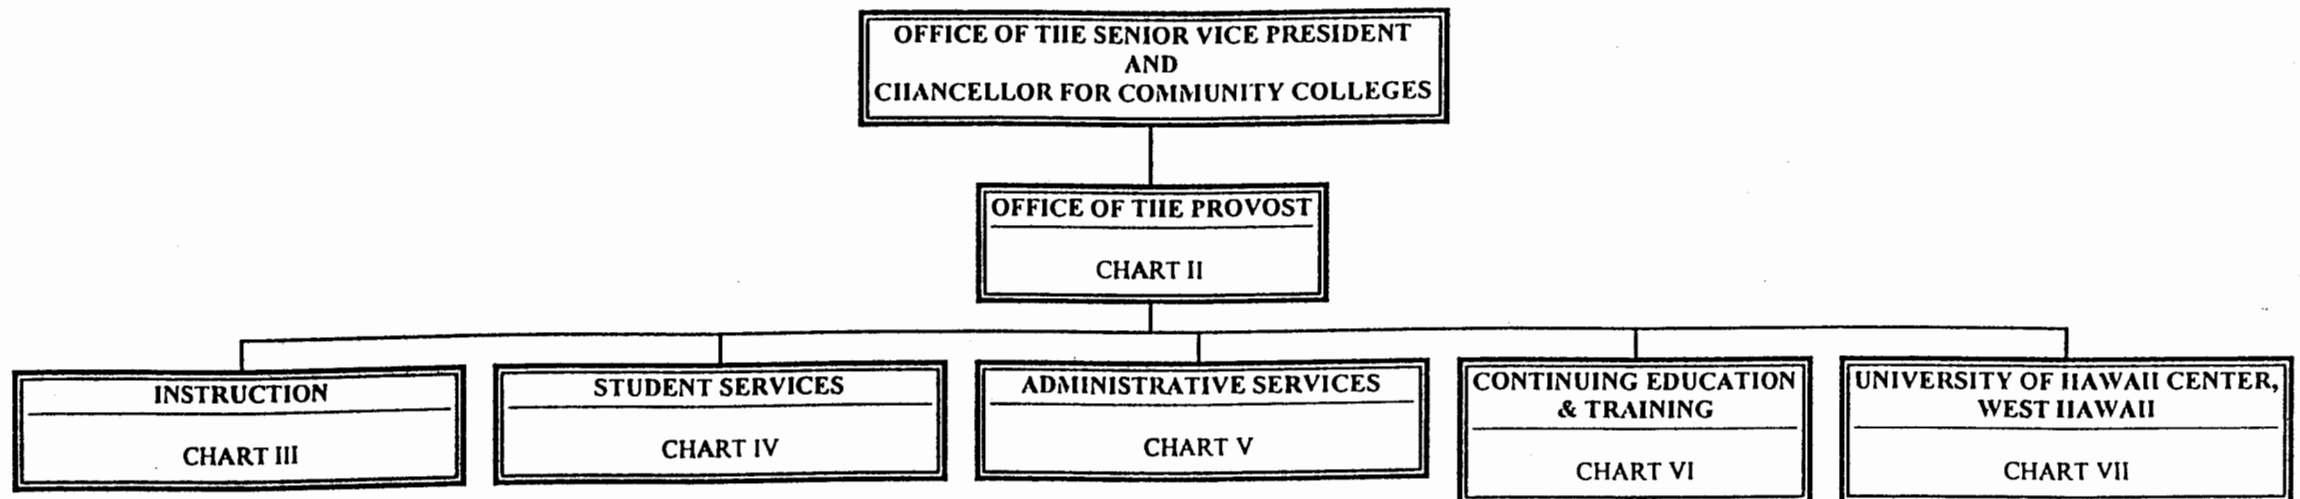 OFFICE OF THE SENIOR VICE PRESIDENT
AND
CHANCELLOR FOR COMMUNITY COLLEGES
OFFICE OF THE PROVOST
CHART II
INSTRUCTION
CHART III
STUDENT SERVICES
CHART IV
ADMINISTRATIVE SERVICES
CHART V
CONTINUING EDUCATION
& TRAINING
CHART VI
UNIVERSITY OF HAWAII CENTER,
WEST HAWAII
CHART VII